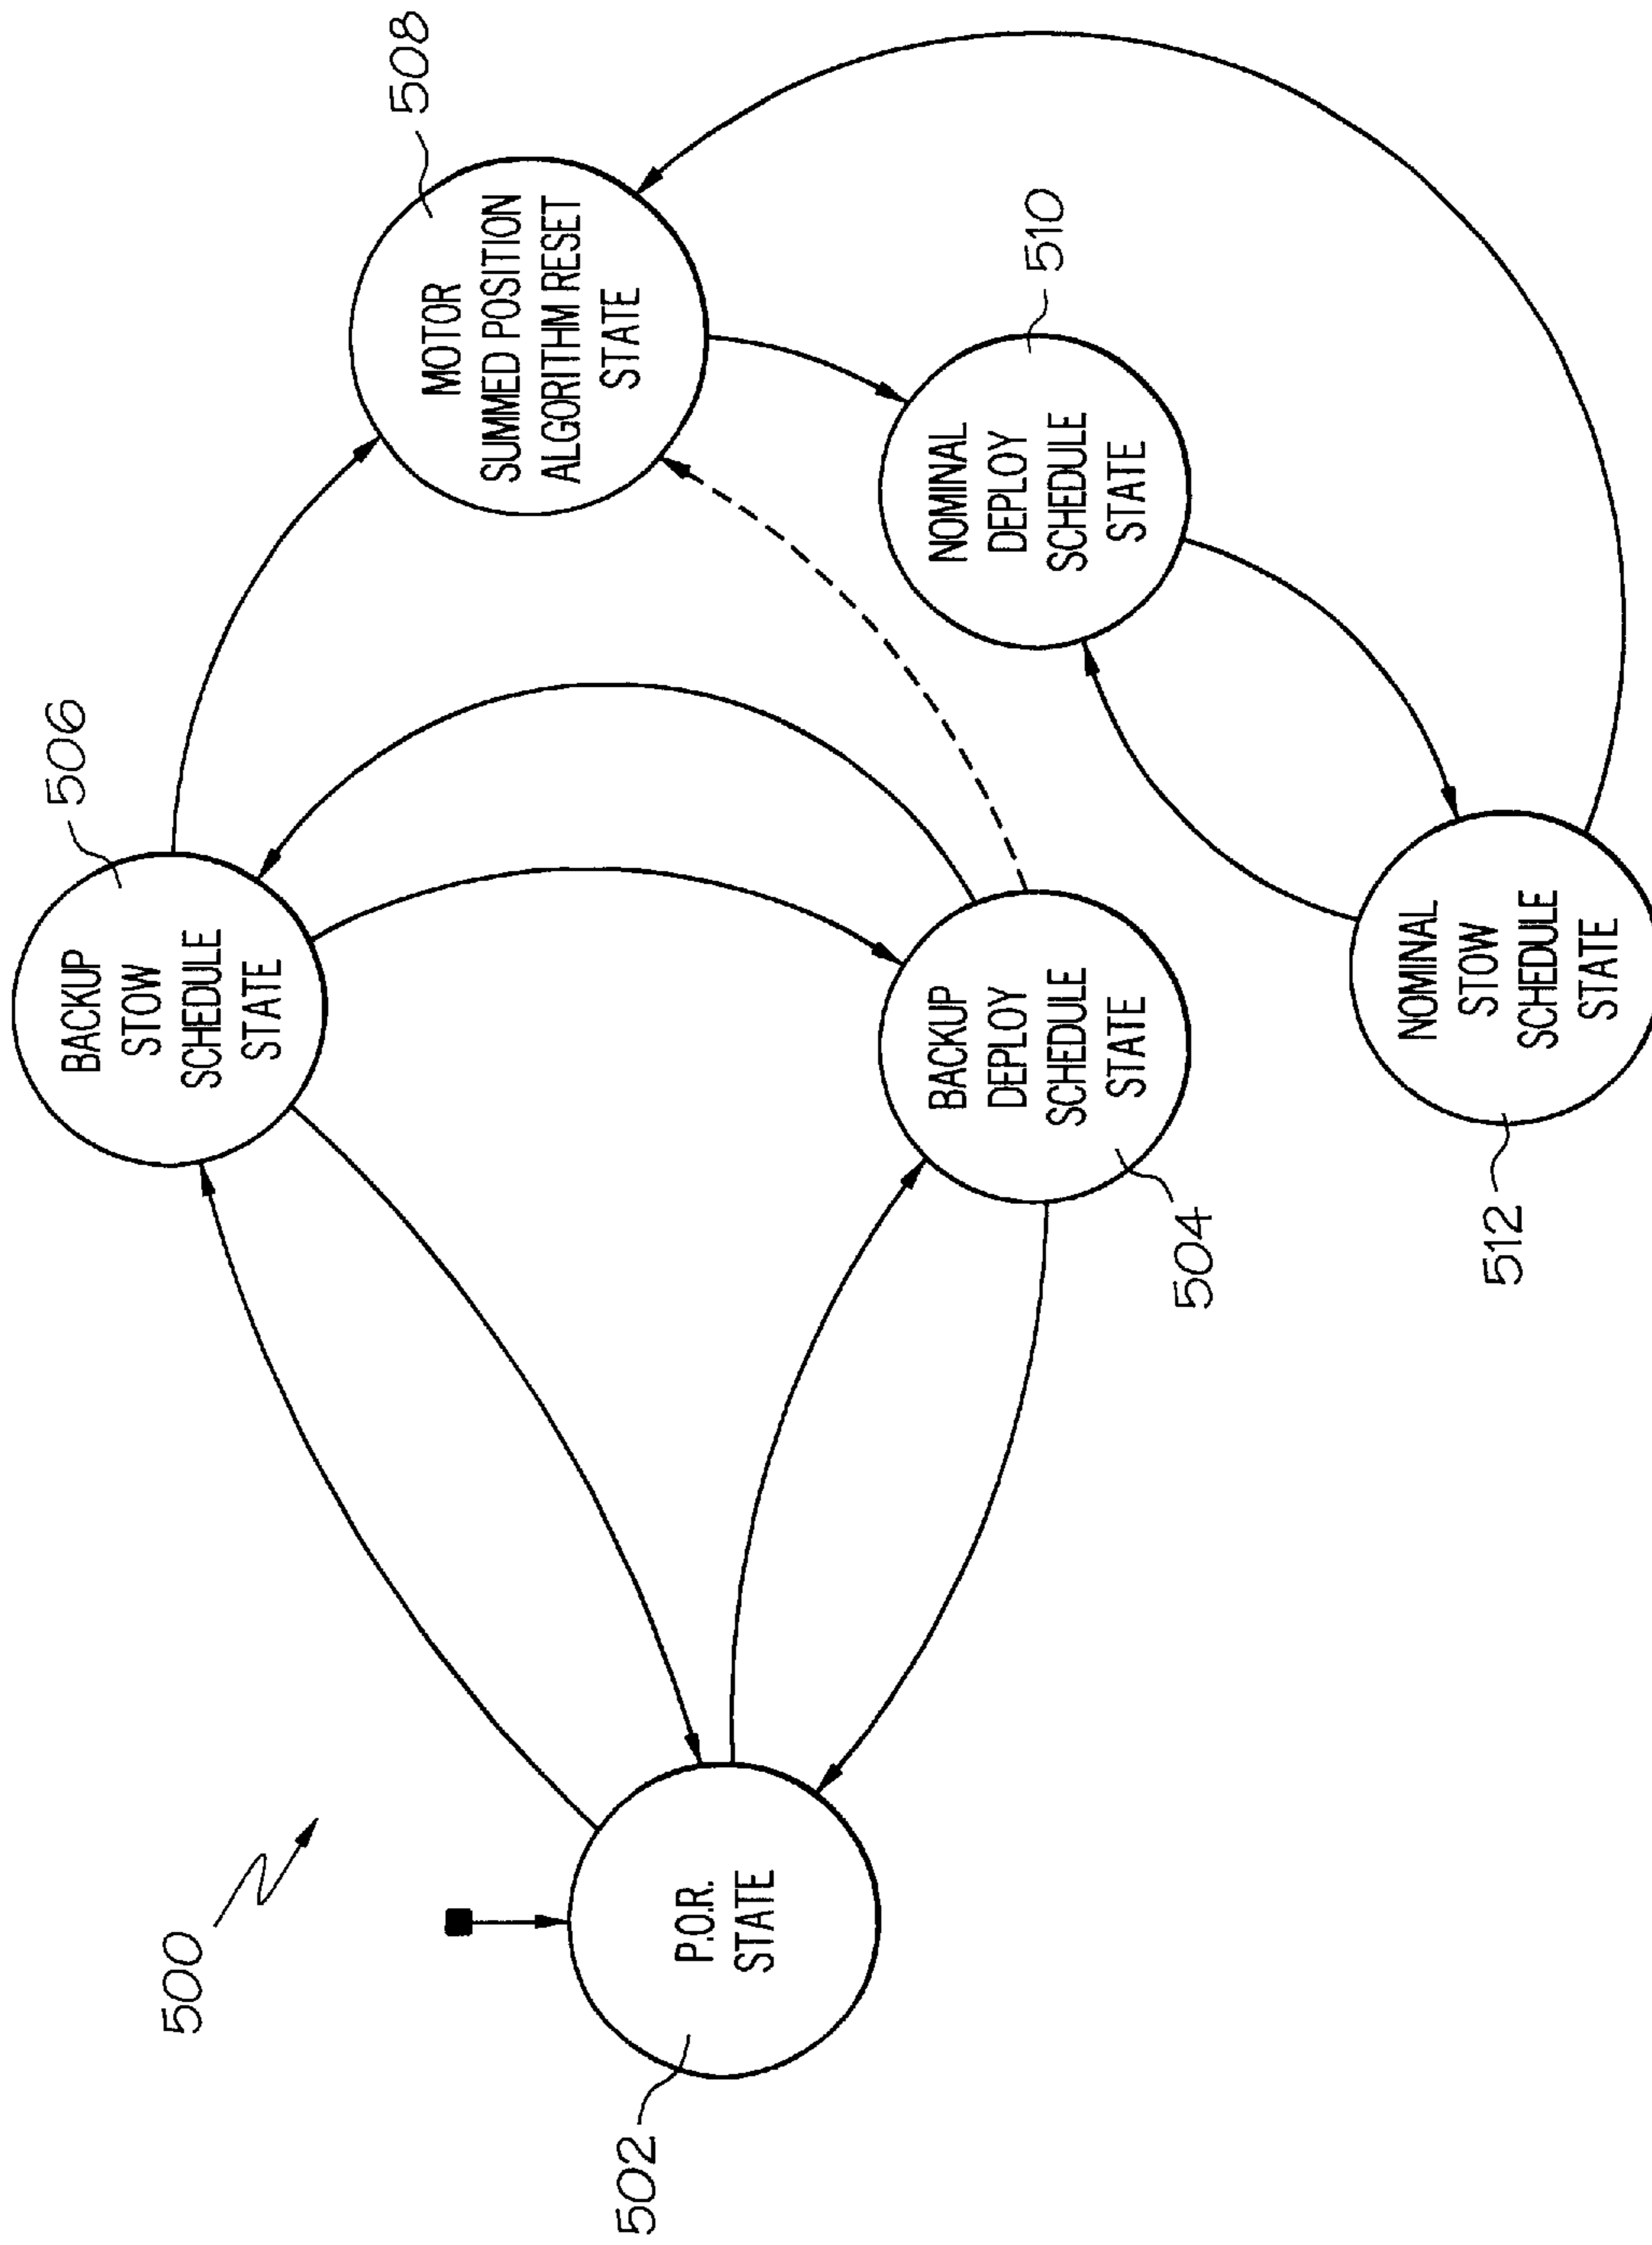 500
506
BACKUP
STOW
SCHEDULE
STATE
508
MOTOR
SUMMED POSITION
ALGORITHM RESET
STATE
502
P.O.R.
STATE
504
BACKUP
DEPLOY
SCHEDULE
STATE
510
NOMINAL
DEPLOY
SCHEDULE
STATE
512
NOMINAL
STOW
SCHEDULE
STATE